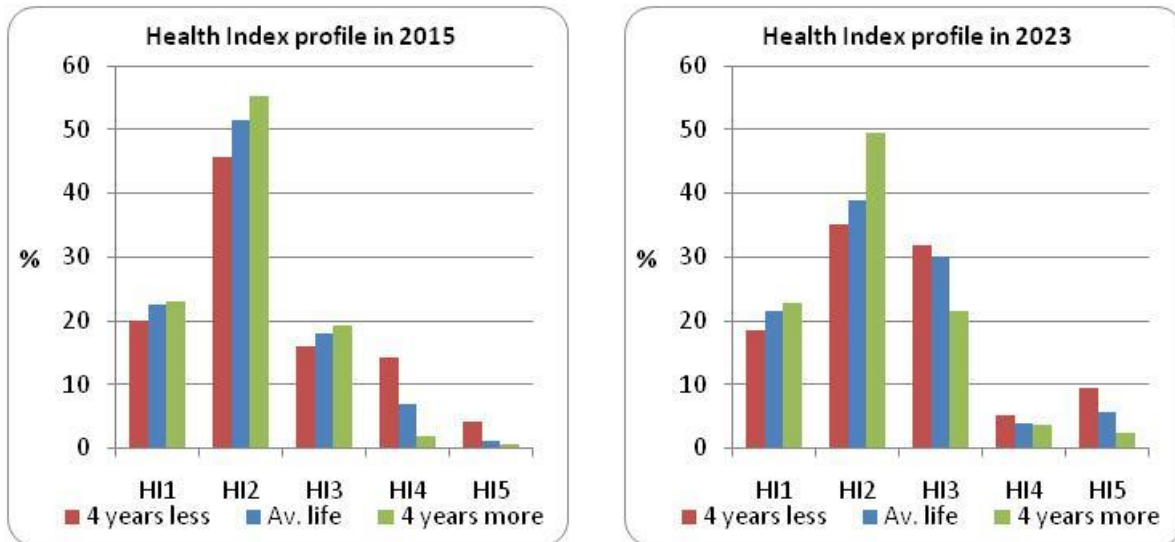 Health Index profile in 2015
60
50
40
30
20
10
0
%
HI1 HI2 HI3 HI4 HI5
4 years less Av. life 4 years more
Health Index profile in 2023
60
50
40
30
20
10
0
%
HI1 HI2 HI3 HI4 HI5
4 years less Av. life 4 years more